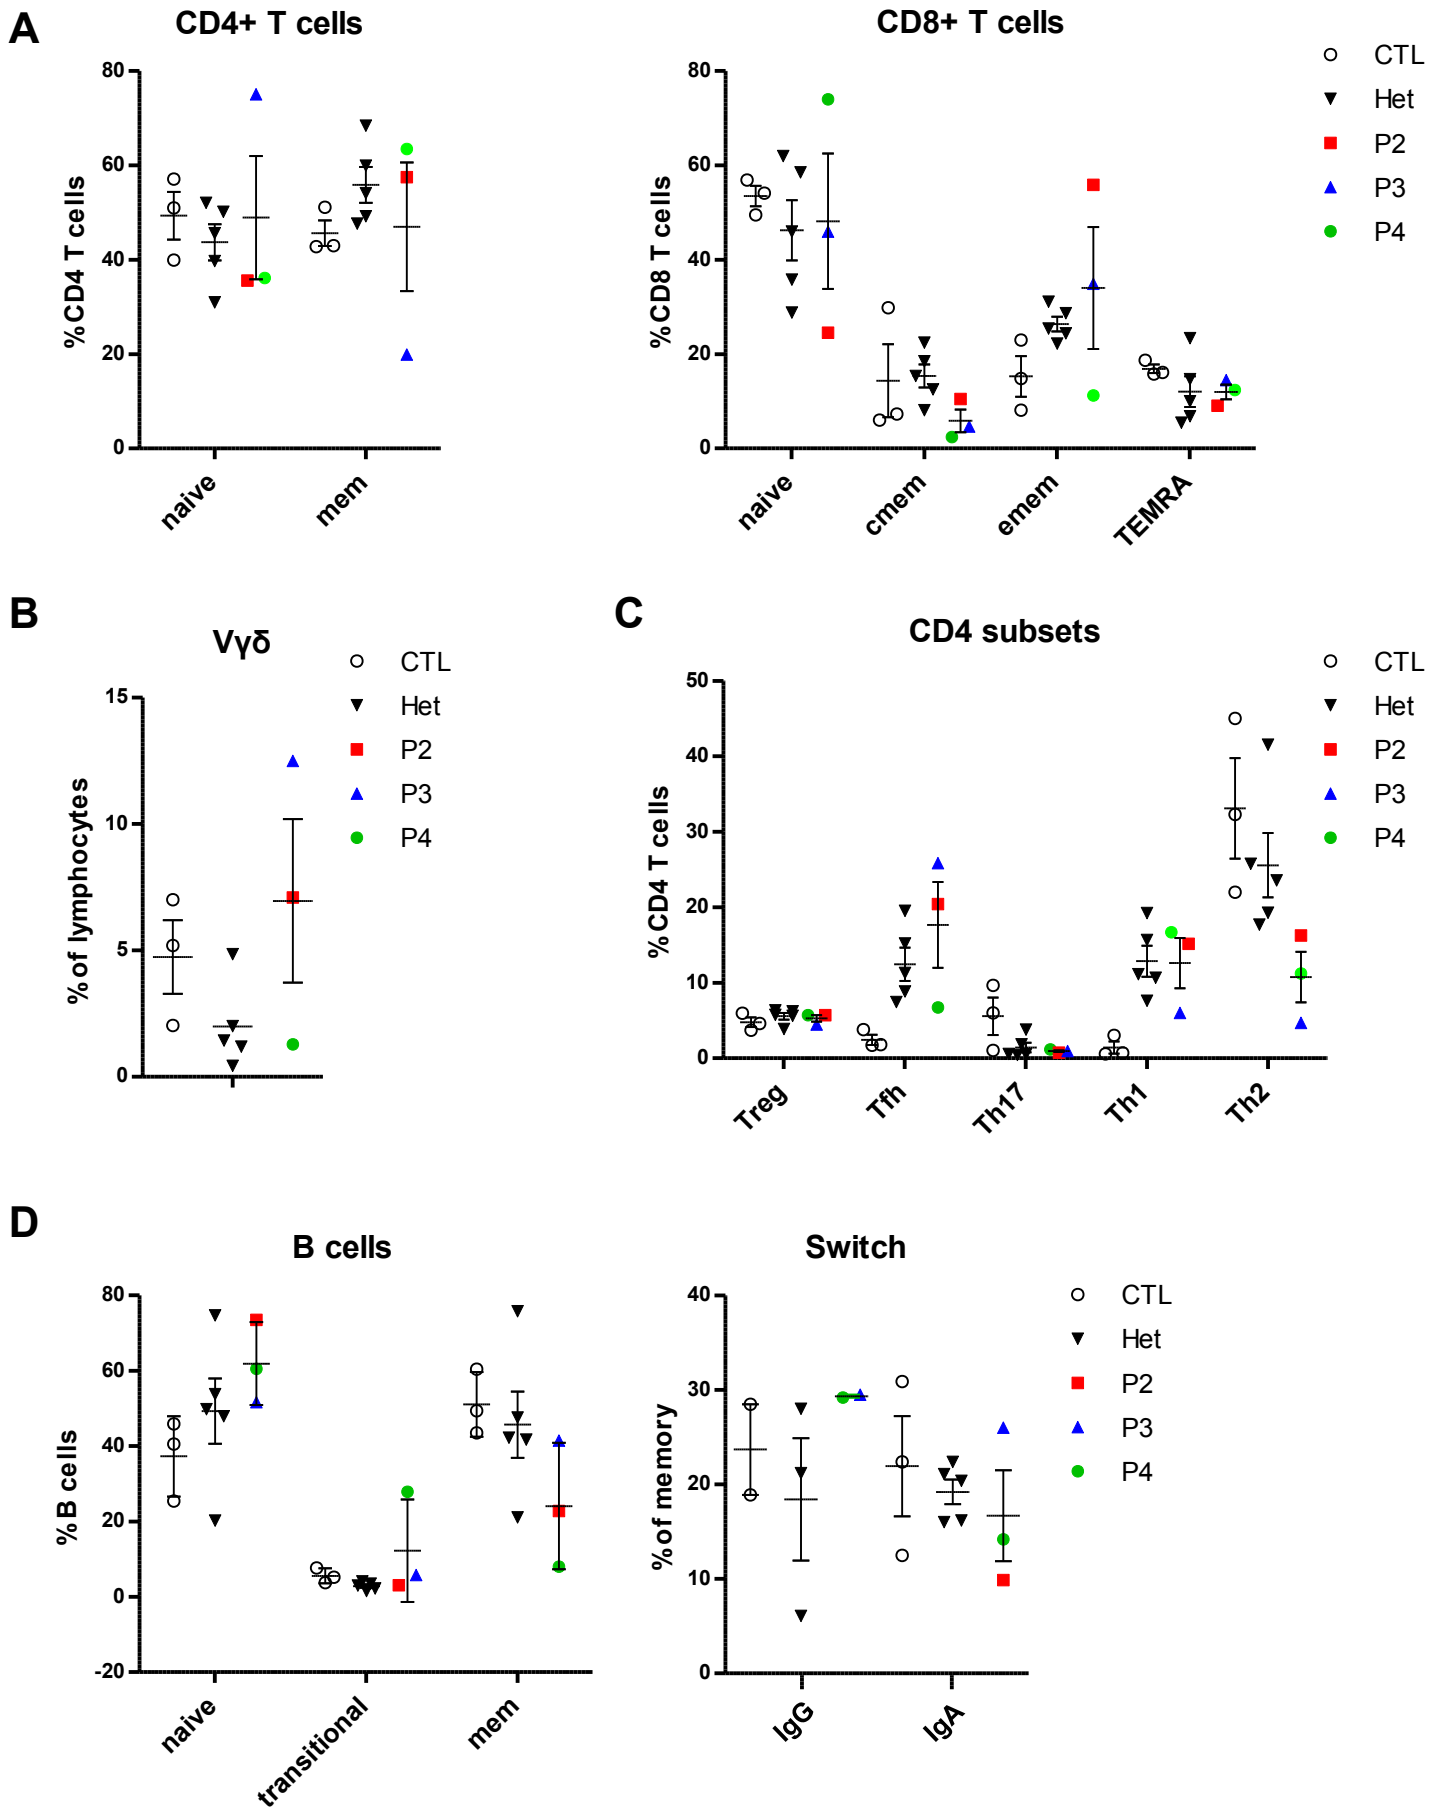 A
CD4+ T cells
CD8+ T cells
80
60
40
20
0
%CD4 T cells
naive
mem
80
60
40
20
0
%CD8 T cells
naive
cmem
emem
TEMRA
CTL
Het
P2
P3
P4
B
Vγδ
15
10
5
0
% of lymphocytes
CTL
Het
P2
P3
P4
C
CD4 subsets
50
40
30
20
10
0
%CD4 T cells
Treg
Tfh
Th17
Th1
Th2
CTL
Het
P2
P3
P4
D
B cells
80
60
40
20
0
-20
%B cells
naive
transitional
mem
Switch
40
30
20
10
0
%of memory
IgG
IgA
CTL
Het
P2
P3
P4